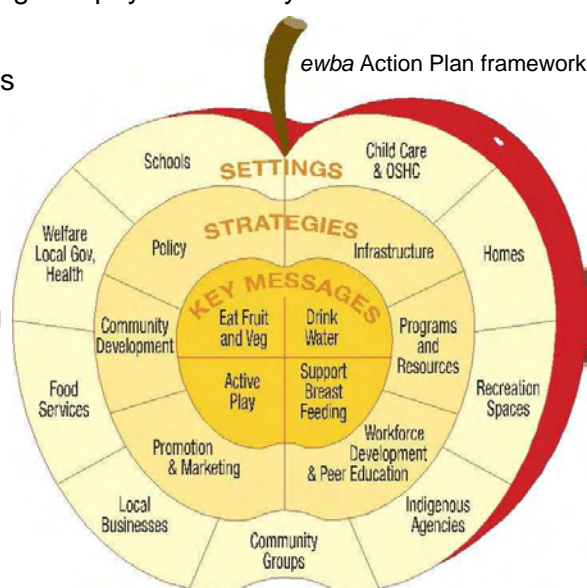 ewba Action Plan framework
s
SETTINGS
Schools
Child Care
& OSHC
Welfare
Local Gov,
Health
Homes
Food
Services
Recreation
Spaces
Local
Businesses
Indigenous
Agencies
Community
Groups
STRATEGIES
Policy
Infrastructure
Community
Development
Programs
and
Resources
Promotion
& Marketing
Workforce
Development
& Peer Education
KEY MESSAGES
Eat Fruit
and Veg
Drink
Water
Active
Play
Support
Breast
Feeding